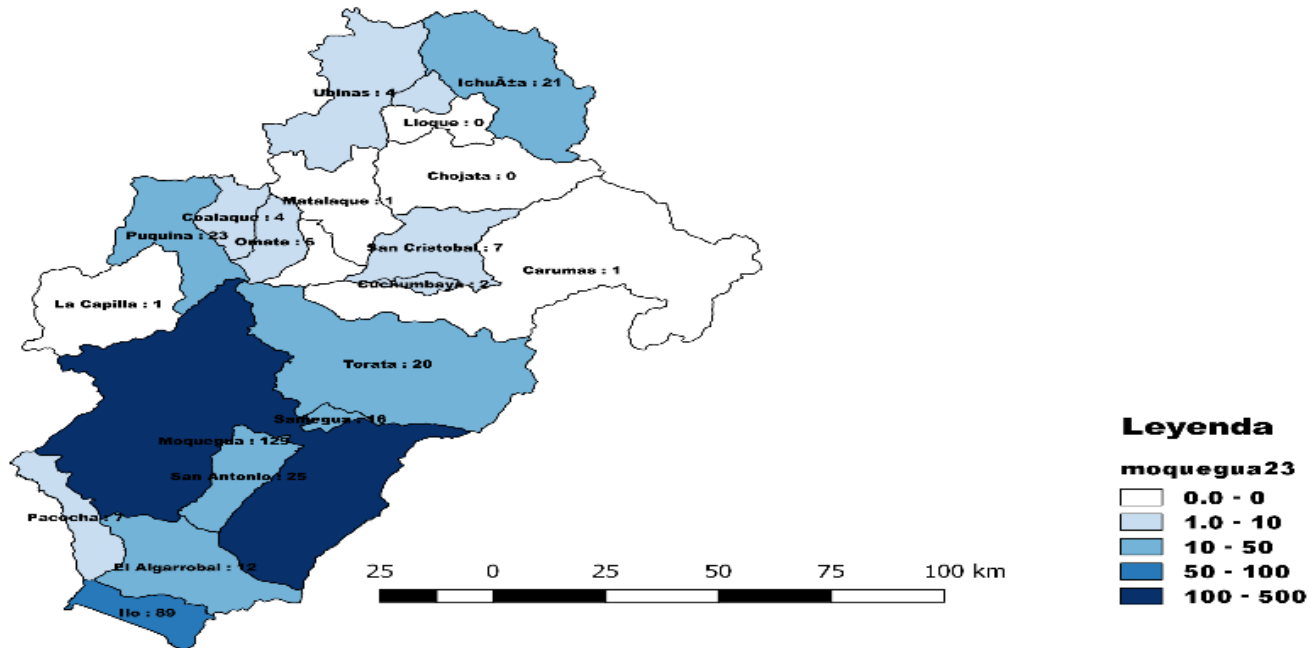 Ubinas : 4
IchuÃ±a : 21
Lloque : 0
Chojata : 0
Matalaque : 1
Coalaque : 4
Puquina : 23
Omate : 6
San Cristobal : 7
Carumas : 1
Cuchumbaya : 2
La Capilla : 1
Torata : 20
Samegua : 16
Moquegua : 129
San Antonio : 25
Pacocha : 7
El Algarrobal : 12
Ilo : 89
25 0 25 50 75 100 km
Leyenda
moquegua23
0.0 - 0
1.0 - 10
10 - 50
50 - 100
100 - 500